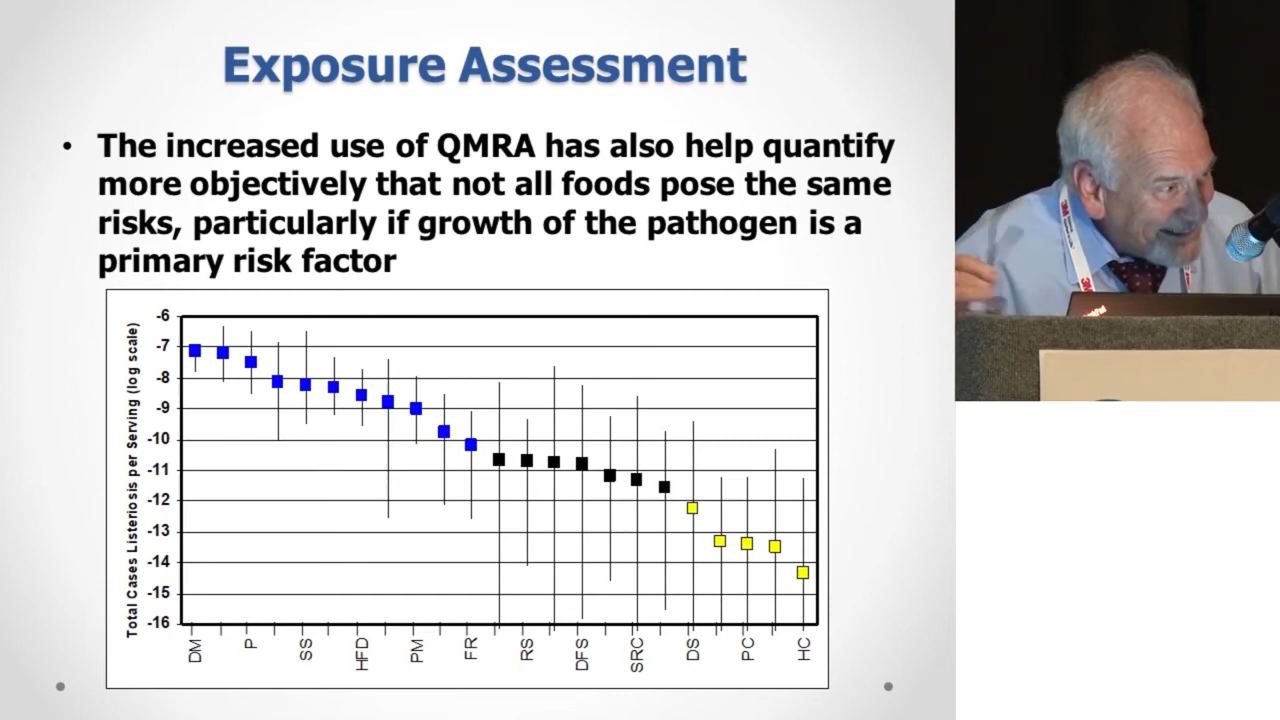 Exposure Assessment
• The increased use of QMRA has also help quantify
more objectively that not all foods pose the same
risks, particularly if growth of the pathogen is a
primary risk factor
Total Cases Listeriosis per Serving (log scale)
-6
-7
-8
-9
-10
-11
-12
-13
-14
-15
-16
DM
P
SS
HFD
PM
FR
RS
DFS
SRC
DS
PC
HC
3M
3M